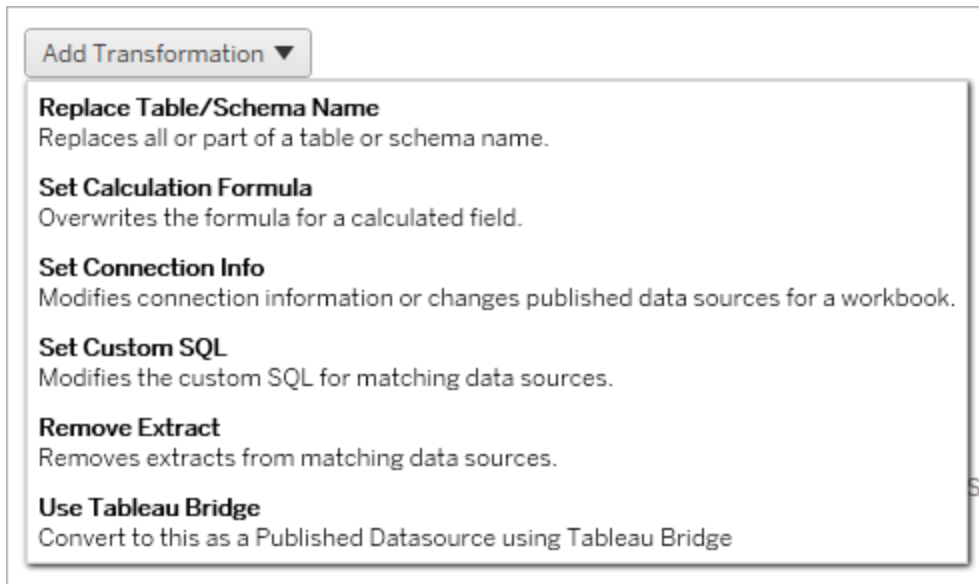 Add Transformation ▼
Replace Table/Schema Name
Replaces all or part of a table or schema name.
Set Calculation Formula
Overwrites the formula for a calculated field.
Set Connection Info
Modifies connection information or changes published data sources for a workbook.
Set Custom SQL
Modifies the custom SQL for matching data sources.
Remove Extract
Removes extracts from matching data sources.
Use Tableau Bridge
Convert to this as a Published Datasource using Tableau Bridge